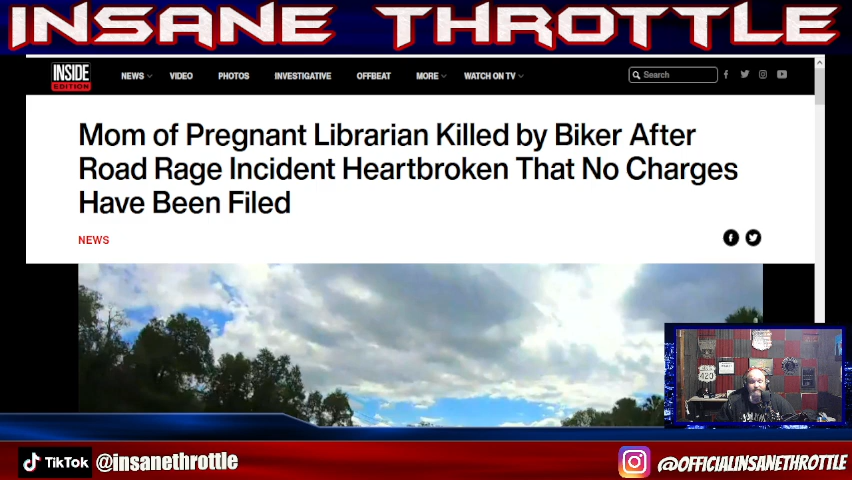 INSANE THROTTLE
INSIDE
EDITION
NEWS VIDEO PHOTOS INVESTIGATIVE OFFBEAT MORE WATCH ON TV Search
Mom of Pregnant Librarian Killed by Biker After
Road Rage Incident Heartbroken That No Charges
Have Been Filed
NEWS
420
TikTok @insanethrottle @OFFICIALINSANETHROTTLE